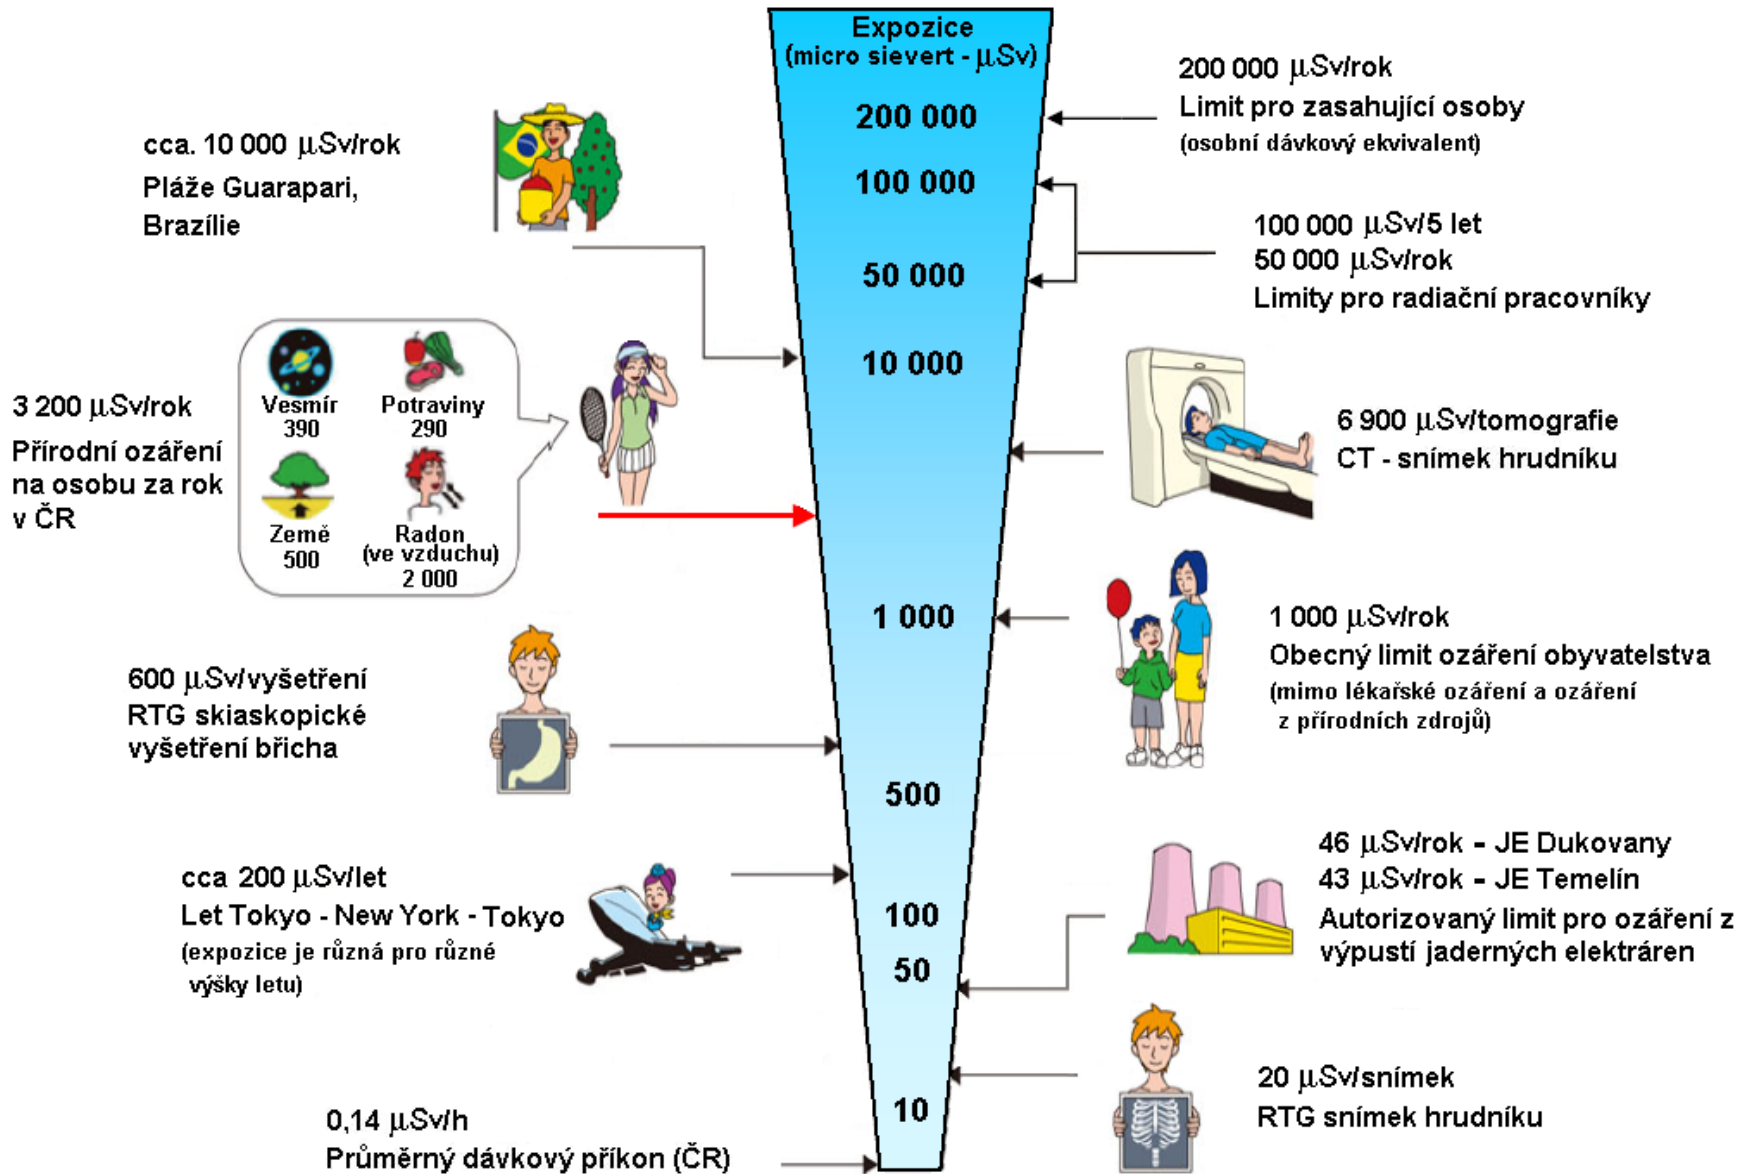 Expozice
(micro sievert - μSv)
200 000
100 000
50 000
10 000
1 000
500
100
50
10
cca. 10 000 μSv/rok
Pláže Guarapari,
Brazílie
3 200 μSv/rok
Přírodní ozáření
na osobu za rok
v ČR
Vesmír
390
Potraviny
290
Země
500
Radon
(ve vzduchu)
2 000
600 μSv/vyšetření
RTG skiaskopické
vyšetření břicha
cca 200 μSv/let
Let Tokyo - New York - Tokyo
(expozice je různá pro různé
výšky letu)
0,14 μSv/h
Průměrný dávkový příkon (ČR)
200 000 μSv/rok
Limit pro zasahující osoby
(osobní dávkový ekvivalent)
100 000 μSv/5 let
50 000 μSv/rok
Limity pro radiační pracovníky
6 900 μSv/tomografie
CT - snímek hrudníku
1 000 μSv/rok
Obecný limit ozáření obyvatelstva
(mimo lékařské ozáření a ozáření
z přírodních zdrojů)
46 μSv/rok - JE Dukovany
43 μSv/rok - JE Temelín
Autorizovaný limit pro ozáření z
výpustí jaderných elektráren
20 μSv/snímek
RTG snímek hrudníku